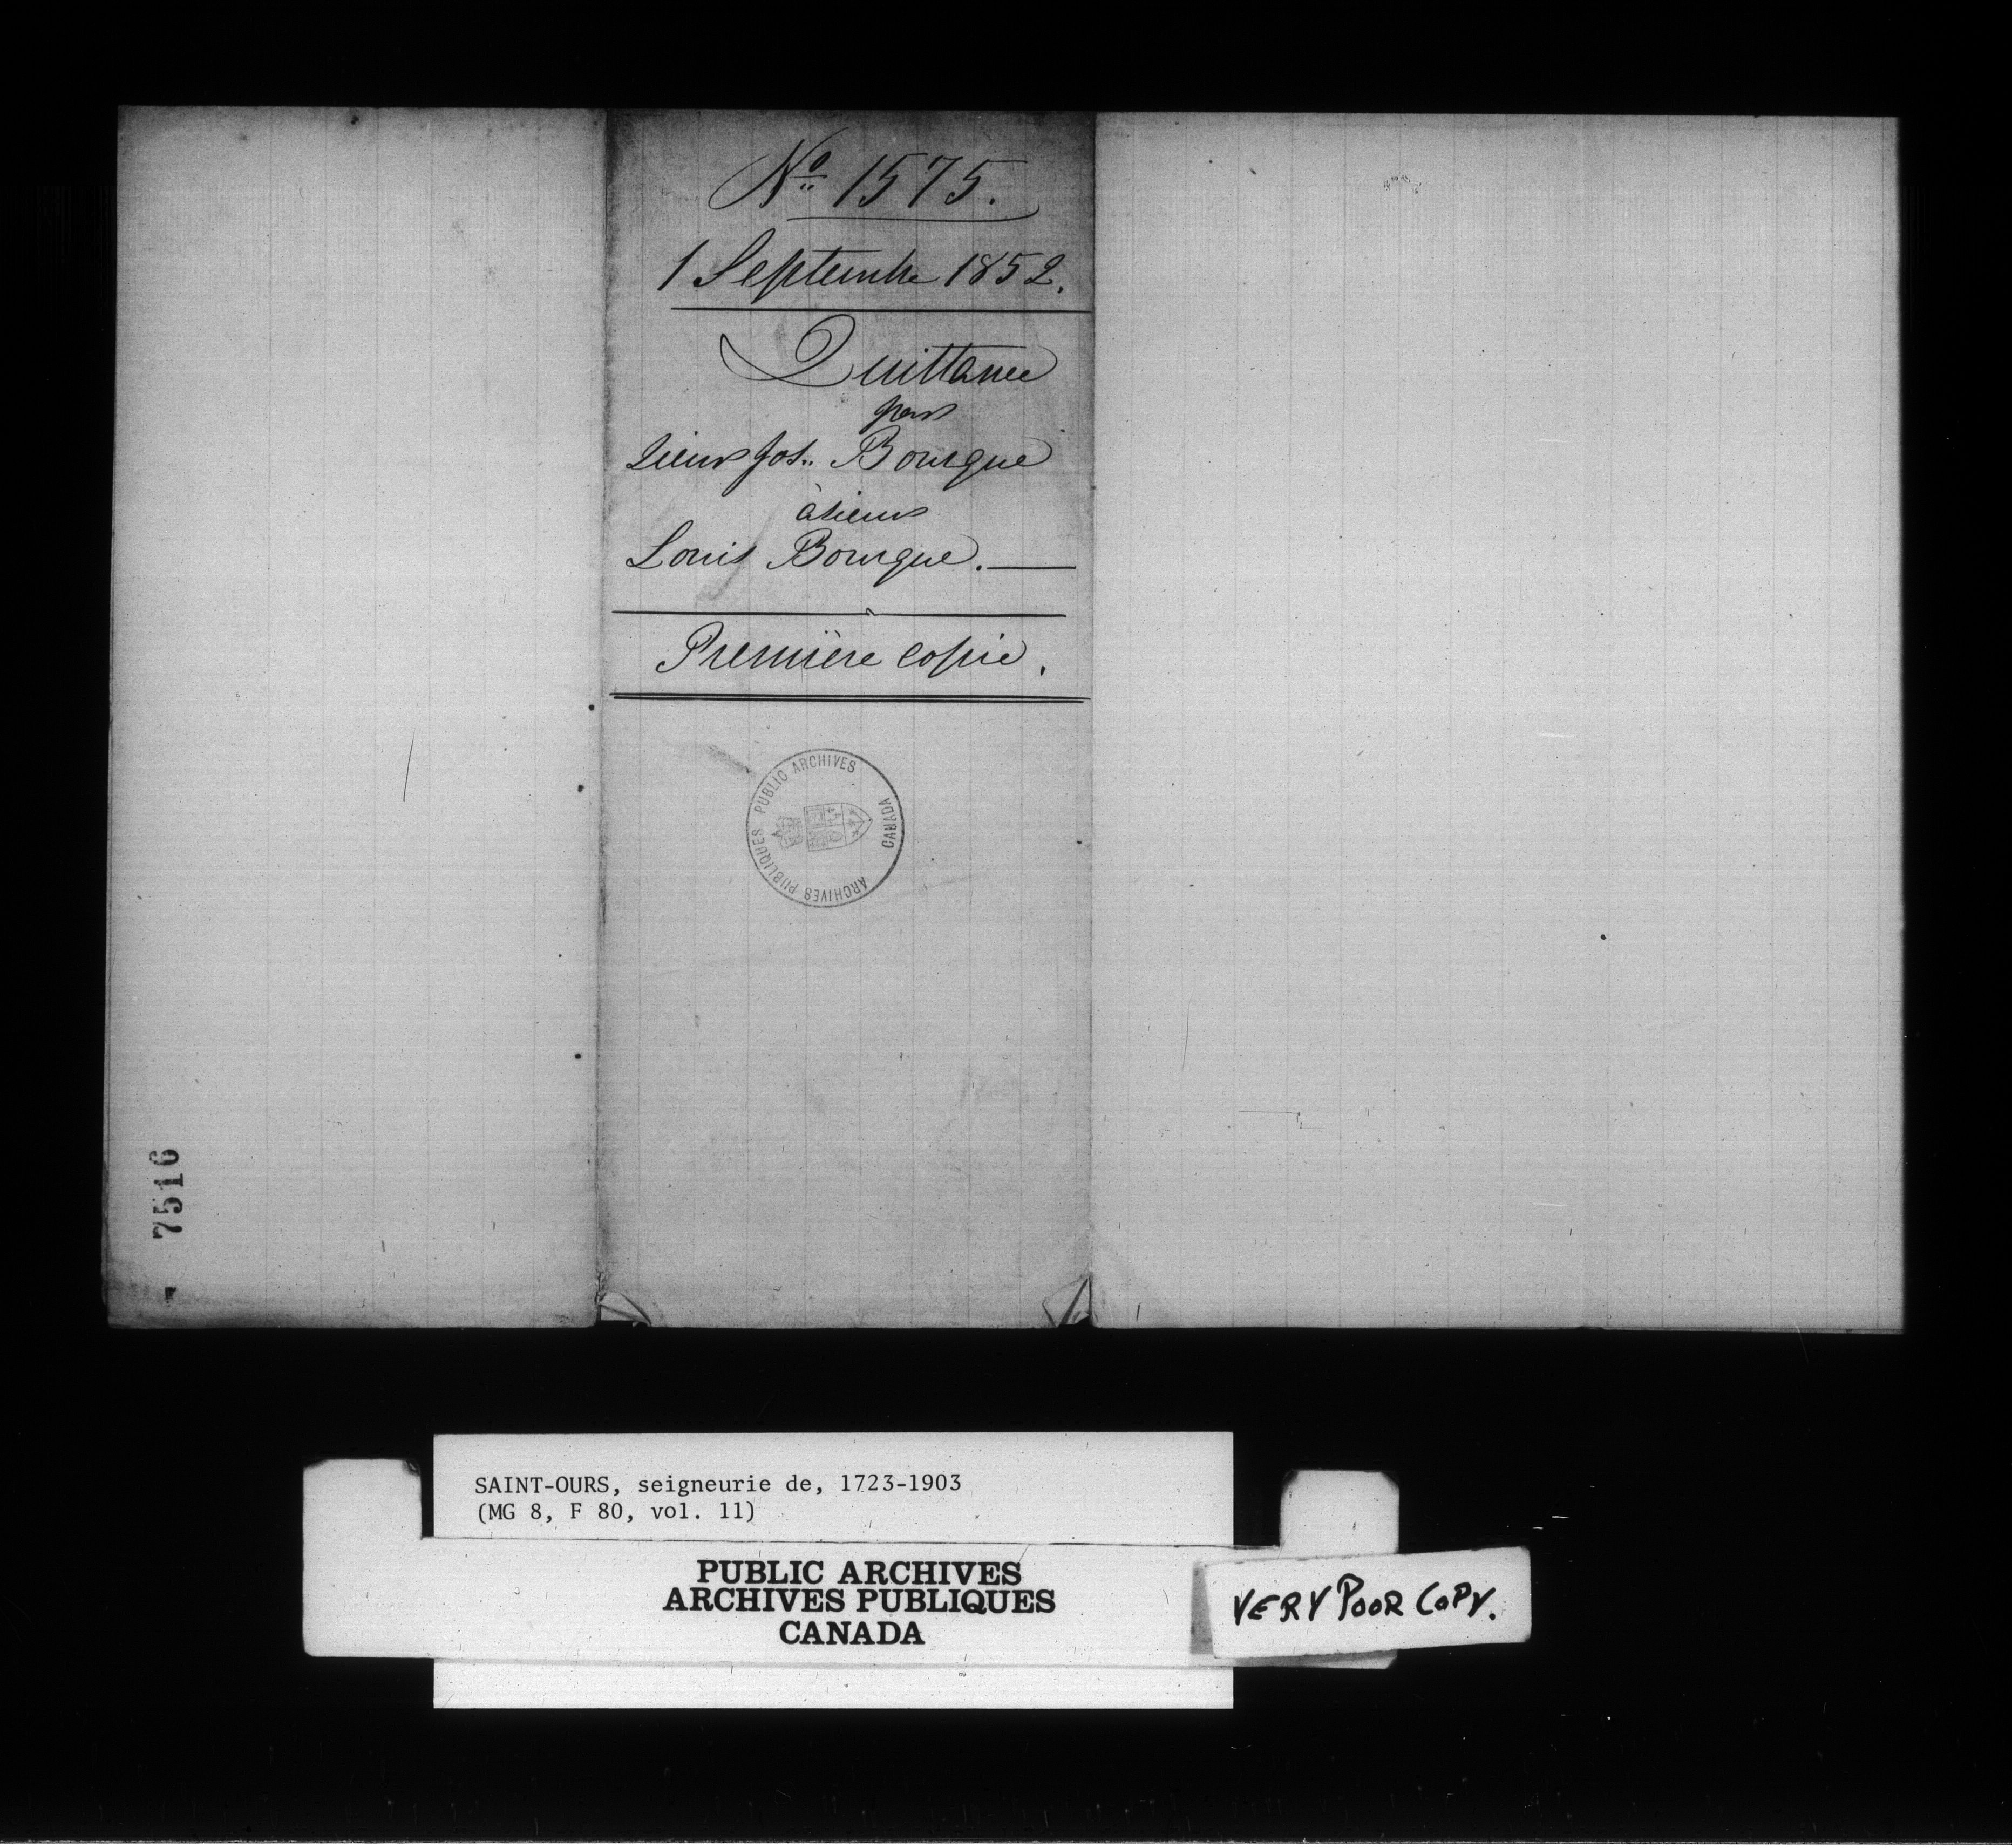 No 1575.
1 Septembre 1852.
Quittance
par
sieur Jos. Bourque
à sieur
Louis Bourque.
Première copie.
PUBLIC ARCHIVES
ARCHIVES PUBLIQUES
CANADA
7516
SAINT-OURS, seigneurie de, 1723-1903
(MG 8, F 80, vol. 11)
PUBLIC ARCHIVES
ARCHIVES PUBLIQUES
CANADA
VERY POOR COPY.